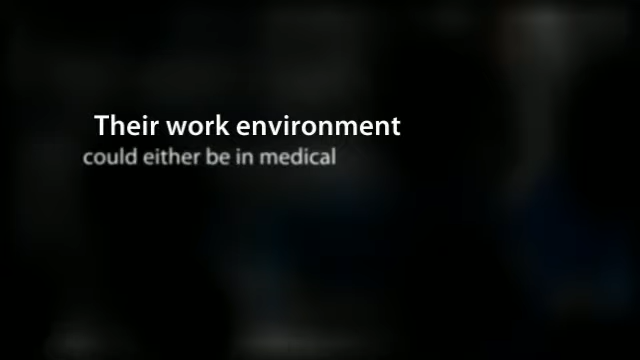 Their work environment
could either be in medical